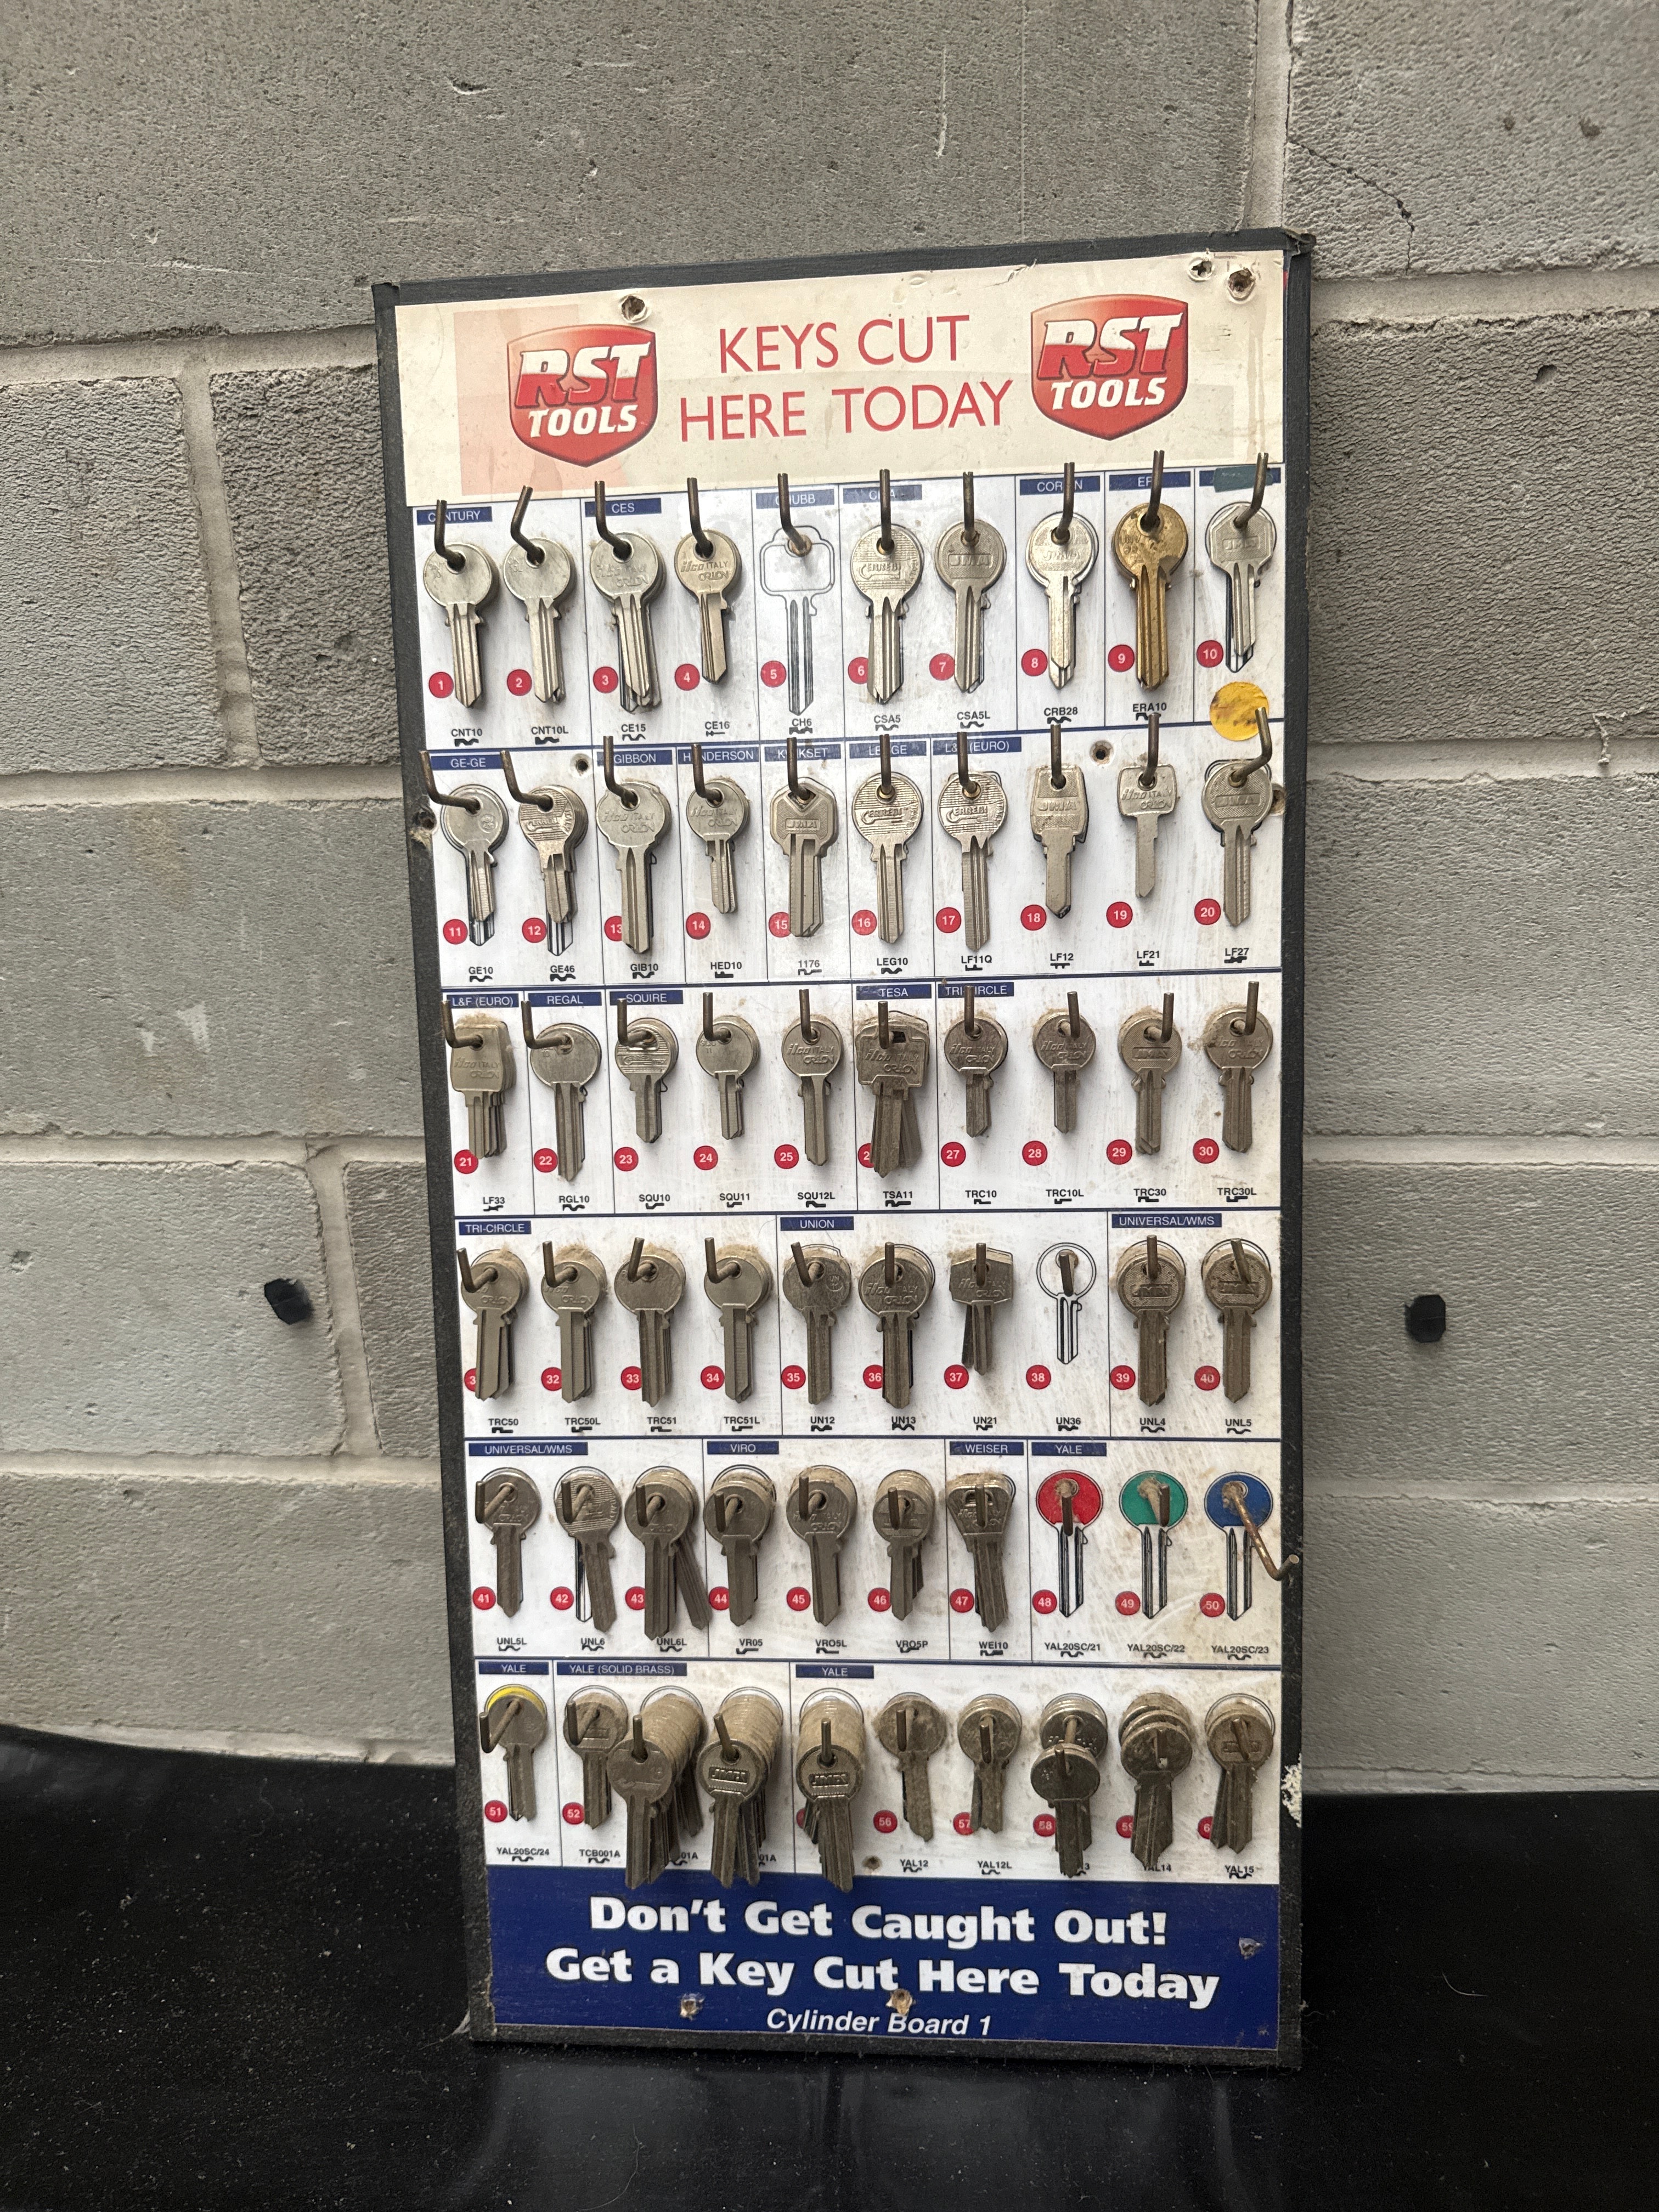 RST TOOLS
KEYS CUT
HERE TODAY
RST TOOLS
CES
GE-GE
GIBBON
L&F (EURO)
REGAL
SQUIRE
TESA
TRI-CIRCLE
UNION
UNIVERSAL/WMS
UNIVERSAL/WMS
VIRO
WEISER
YALE
YALE
YALE (SOLID BRASS)
YALE
1 2 3 4 5 6 7 8 9 10
CNT10 CNT10L CE15 CE16 CH6 CSA5 CSA5L CRB28 ERA10
11 12 13 14 15 16 17 18 19 20
GE10 GE46 GIB10 HED10 1176 LEG10 LF11Q LF12 LF21 LF27
21 22 23 24 25 27 28 29 30
LF33 RGL10 SQU10 SQU11 SQU12L TSA11 TRC10 TRC10L TRC30 TRC30L
32 33 34 35 36 37 38 39 40
TRC50 TRC50L TRC51 TRC51L UN12 UN13 UN21 UN36 UNL4 UNL5
41 42 43 44 45 46 47 48 49 50
UNL5L UNL6 UNL6L VR05 VRO5L VRO5P WEI10 YAL20SC/21 YAL20SC/22 YAL20SC/23
51 52 56 57 58
YAL20SC/24 TCB001A YAL12 YAL12L YAL15
Don't Get Caught Out!
Get a Key Cut Here Today
Cylinder Board 1